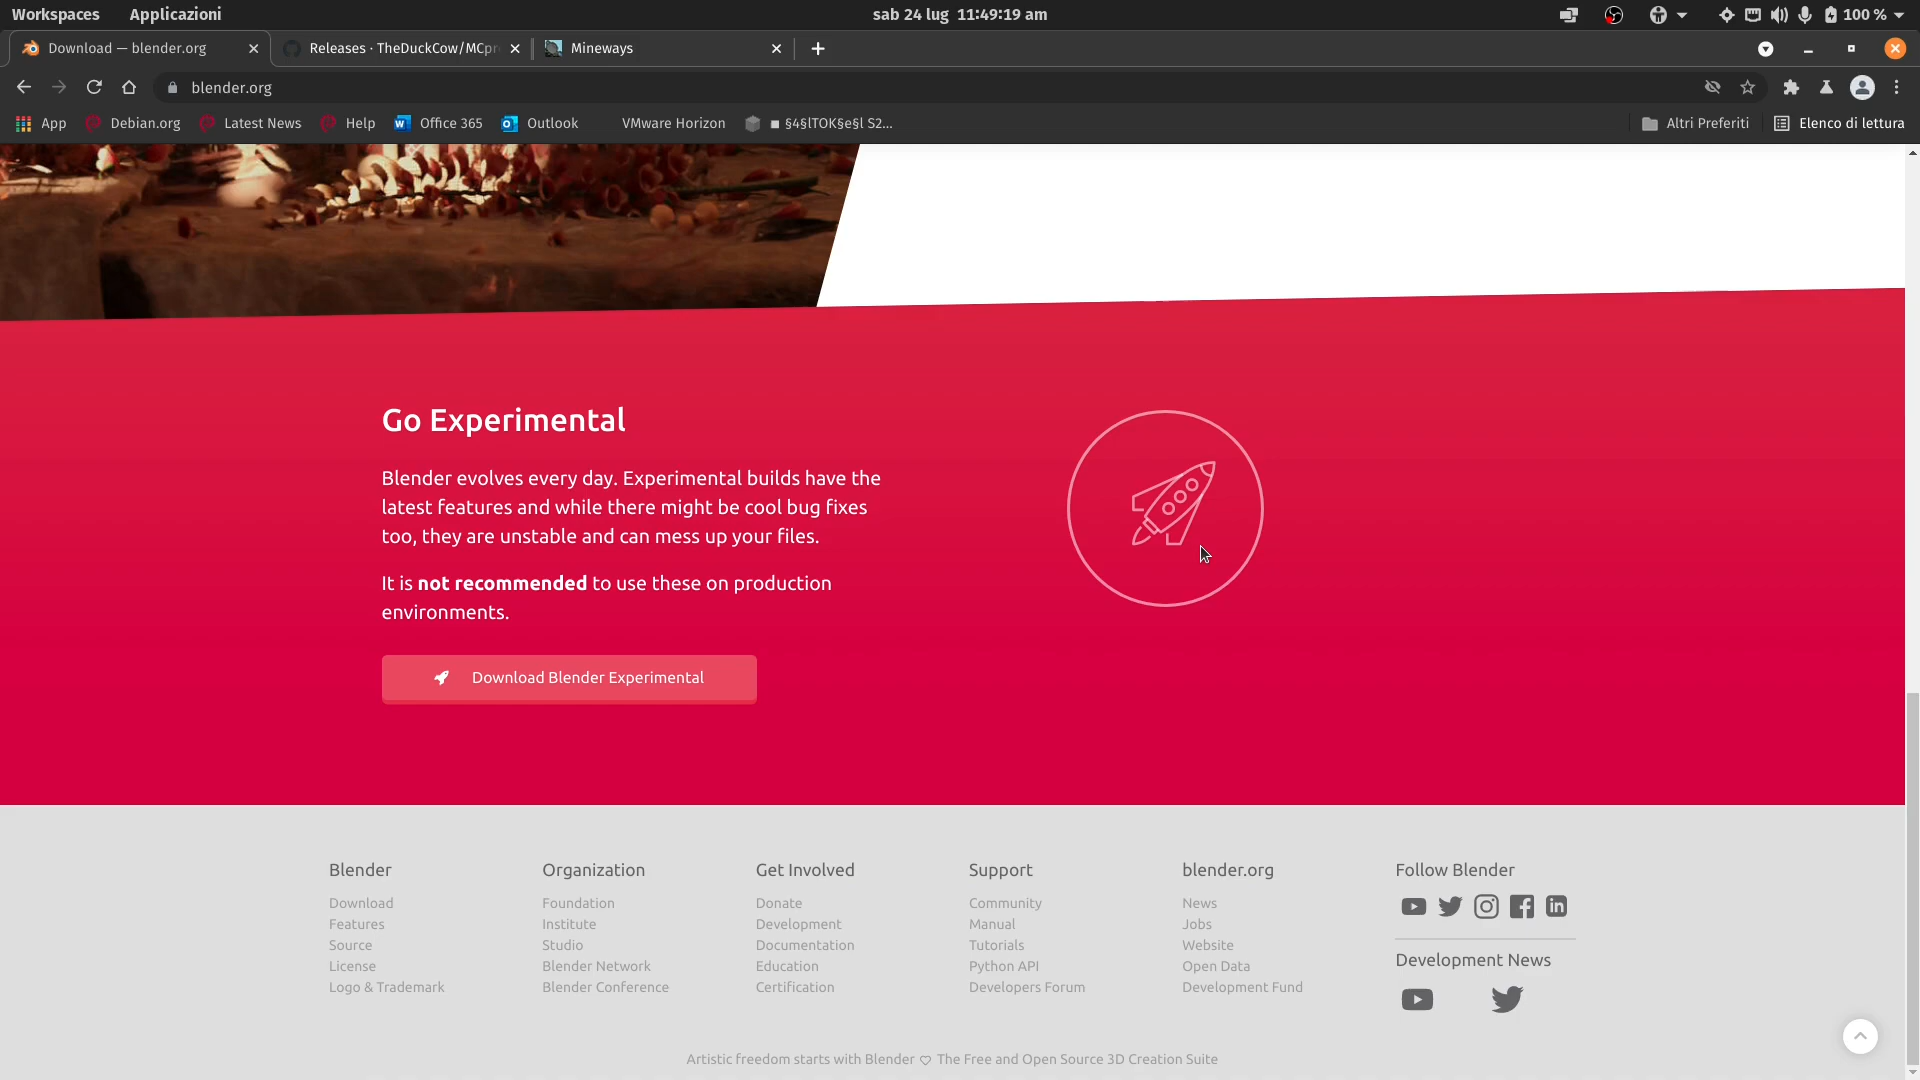 Workspaces Applicazioni sab 24 lug 11:49:19 am 100 %
Download — blender.org Releases · TheDuckCow/MCpr Mineways
blender.org
App Debian.org Latest News Help Office 365 Outlook VMware Horizon ■ §4§lTOK§e§l S2... Altri Preferiti Elenco di lettura
Go Experimental
Blender evolves every day. Experimental builds have the
latest features and while there might be cool bug fixes
too, they are unstable and can mess up your files.
It is not recommended to use these on production
environments.
Download Blender Experimental
Blender Organization Get Involved Support blender.org Follow Blender
Download Foundation Donate Community News
Features Institute Development Manual Jobs
Source Studio Documentation Tutorials Website
License Blender Network Education Python API Open Data Development News
Logo & Trademark Blender Conference Certification Developers Forum Development Fund
Artistic freedom starts with Blender ♡ The Free and Open Source 3D Creation Suite